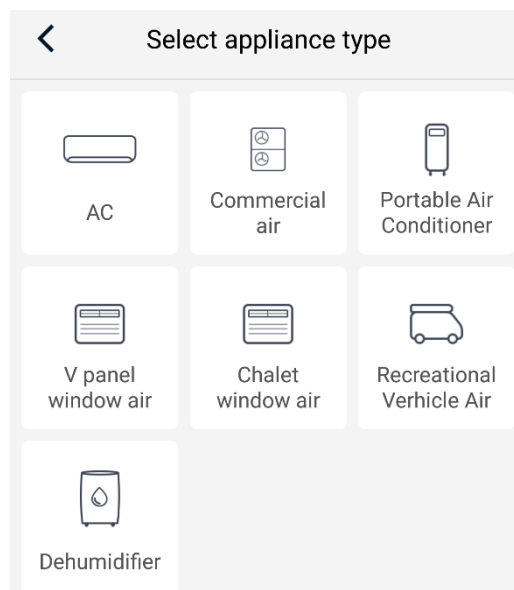 Select appliance type
AC
Commercial
air
Portable Air
Conditioner
V panel
window air
Chalet
window air
Recreational
Verhicle Air
Dehumidifier